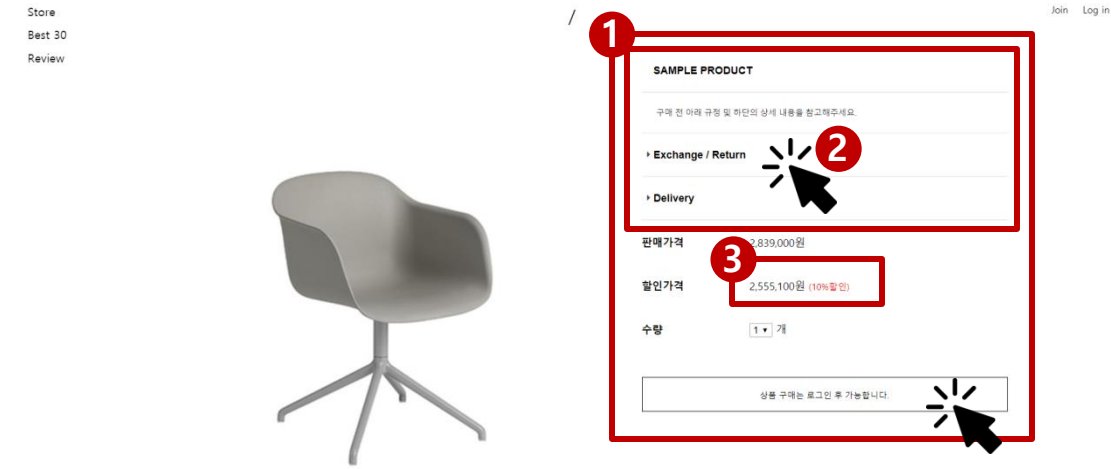 Store
Best 30
Review
/
Join Log in
1
SAMPLE PRODUCT
구매 전 아래 규정 및 하단의 상세 내용을 참고해주세요.
Exchange / Return
2
Delivery
판매가격 2,839,000원
3
할인가격 2,555,100원 (10%할인)
수량 1 개
상품 구매는 로그인 후 가능합니다.